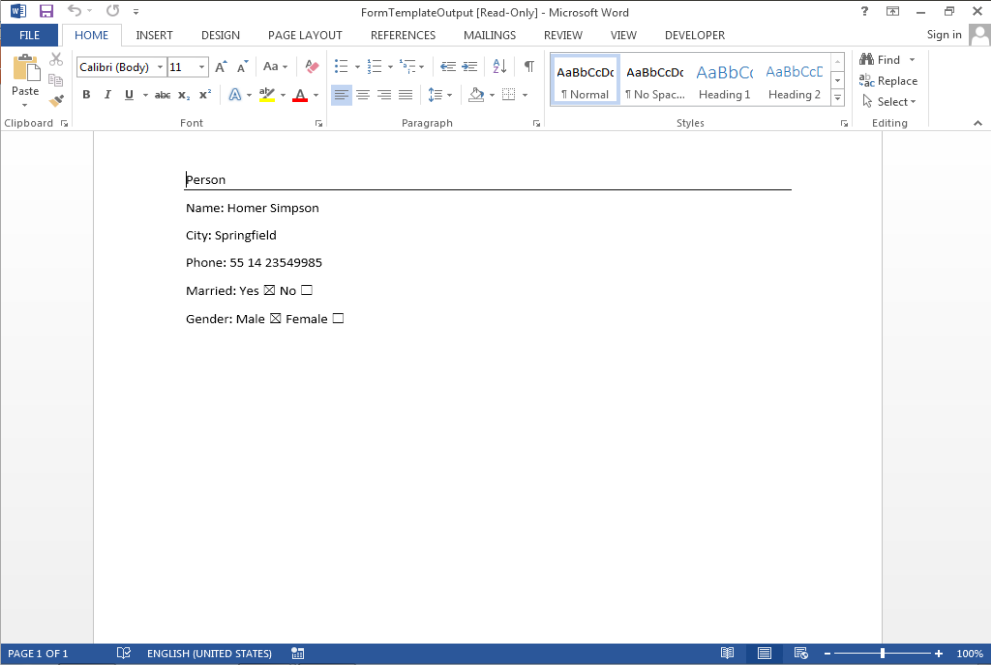 FormTemplateOutput [Read-Only] - Microsoft Word
?
Sign in
FILE HOME INSERT DESIGN PAGE LAYOUT REFERENCES MAILINGS REVIEW VIEW DEVELOPER
Paste
Calibri (Body) 11 A A Aa
B I U abc X₂ X² A ab A
A Z ¶
AaBbCcDc AaBbCcDc AaBbCc AaBbCcD
¶ Normal ¶ No Spac... Heading 1 Heading 2
Find
Replace
Select
Clipboard Font Paragraph Styles Editing
Person
Name: Homer Simpson
City: Springfield
Phone: 55 14 23549985
Married: Yes ☒ No ☐
Gender: Male ☒ Female ☐
PAGE 1 OF 1 ENGLISH (UNITED STATES) - + 100%